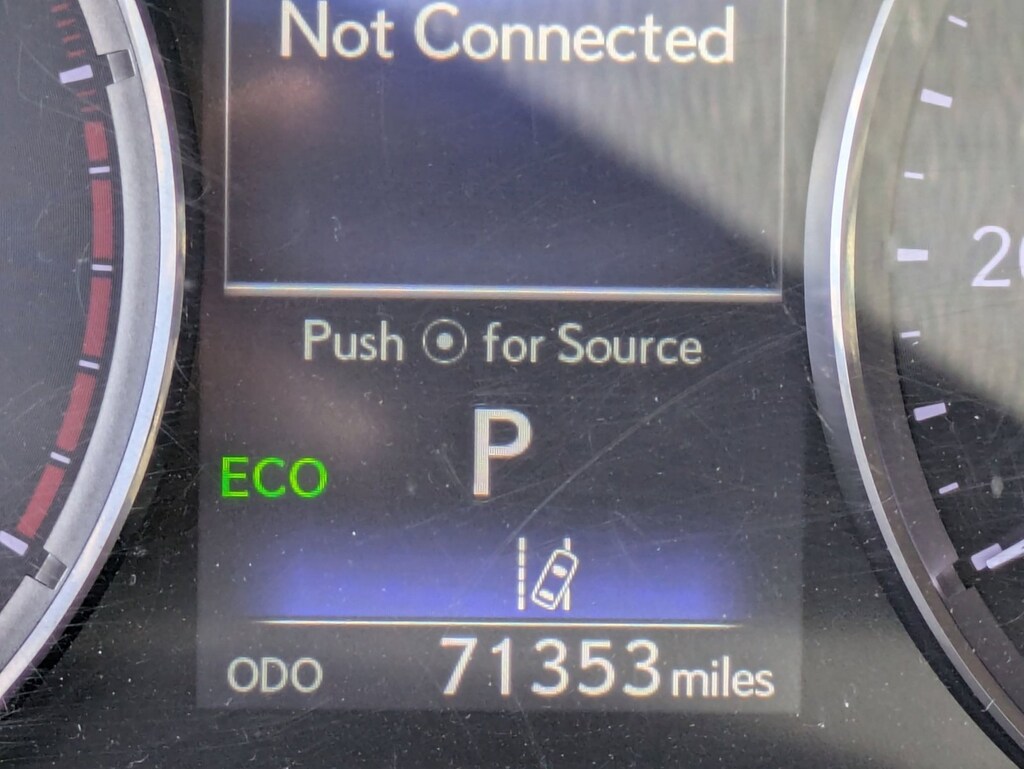 Not Connected
Push for Source
P
ECO
ODO 71353 miles